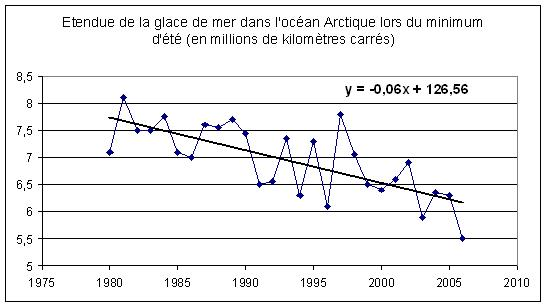 Etendue de la glace de mer dans l'océan Arctique lors du minimum
d'été (en millions de kilomètres carrés)
y = -0,06x + 126,56
8,5
8
7,5
7
6,5
6
5,5
5
1975 1980 1985 1990 1995 2000 2005 2010